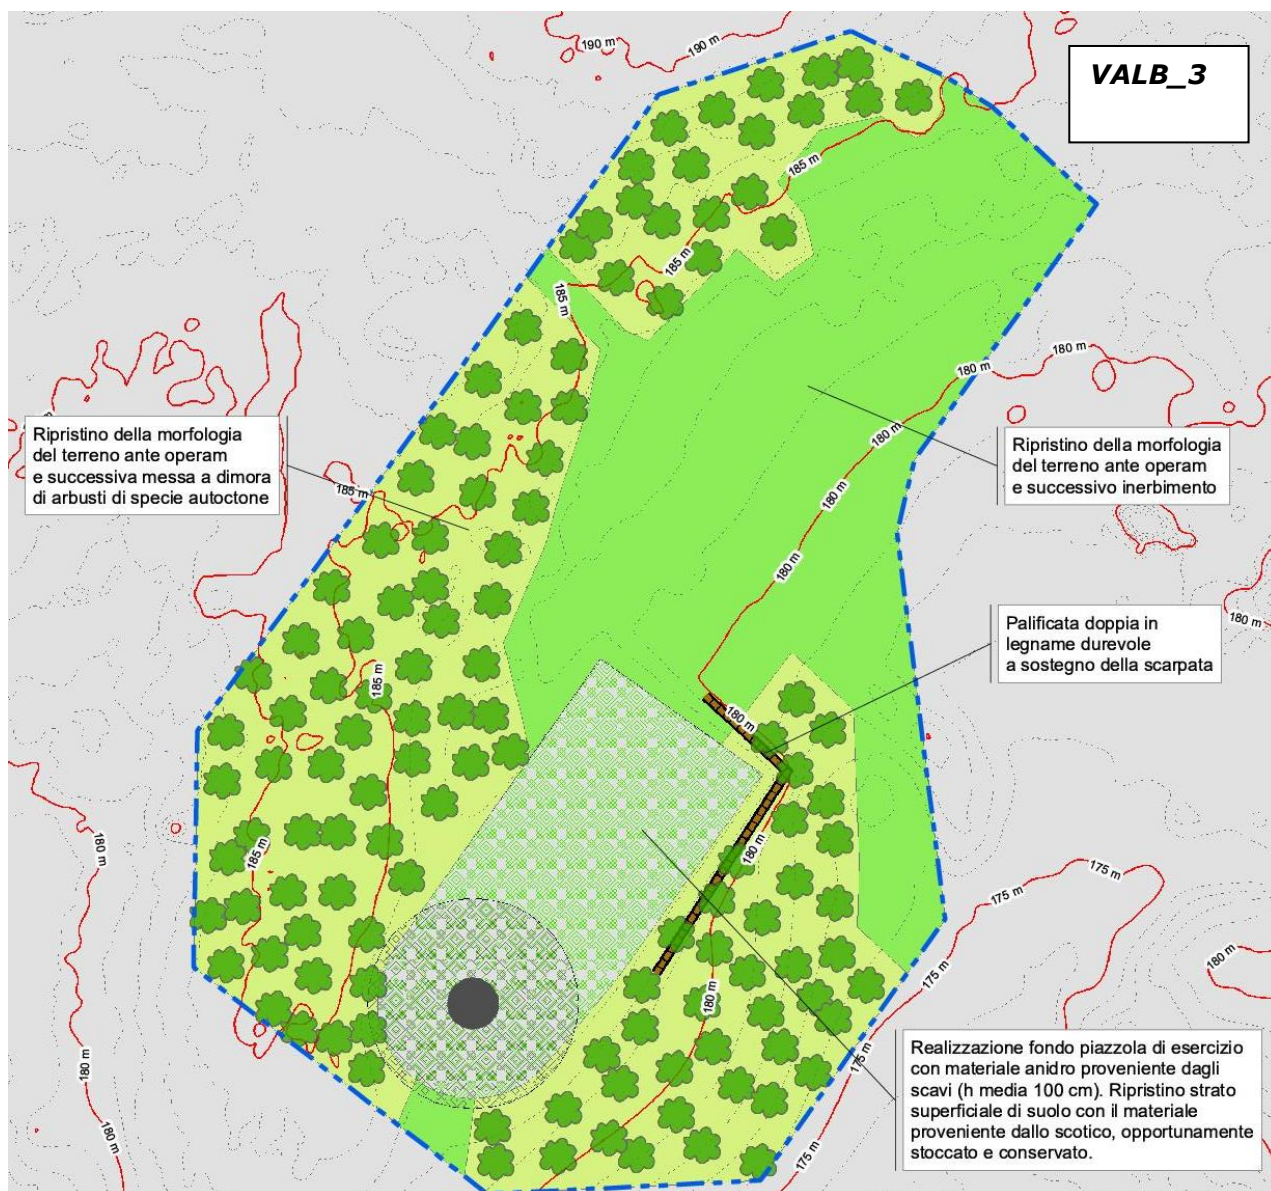 190 m
190 m
VALB_3
185 m
185 m
185 m
180 m
180 m
180 m
Ripristino della morfologia
del terreno ante operam
e successiva messa a dimora
di arbusti di specie autoctone
Ripristino della morfologia
del terreno ante operam
e successivo inerbimento
185 m
180 m
180 m
180 m
Palificata doppia in
legname durevole
a sostegno della scarpata
185 m
180 m
180 m
185 m
180 m
175 m
175 m
180 m
175 m
180 m
Realizzazione fondo piazzola di esercizio
con materiale anidro proveniente dagli
scavi (h media 100 cm). Ripristino strato
superficiale di suolo con il materiale
proveniente dallo scotico, opportunamente
stoccato e conservato.
175 m
180 m
180 m
175 m